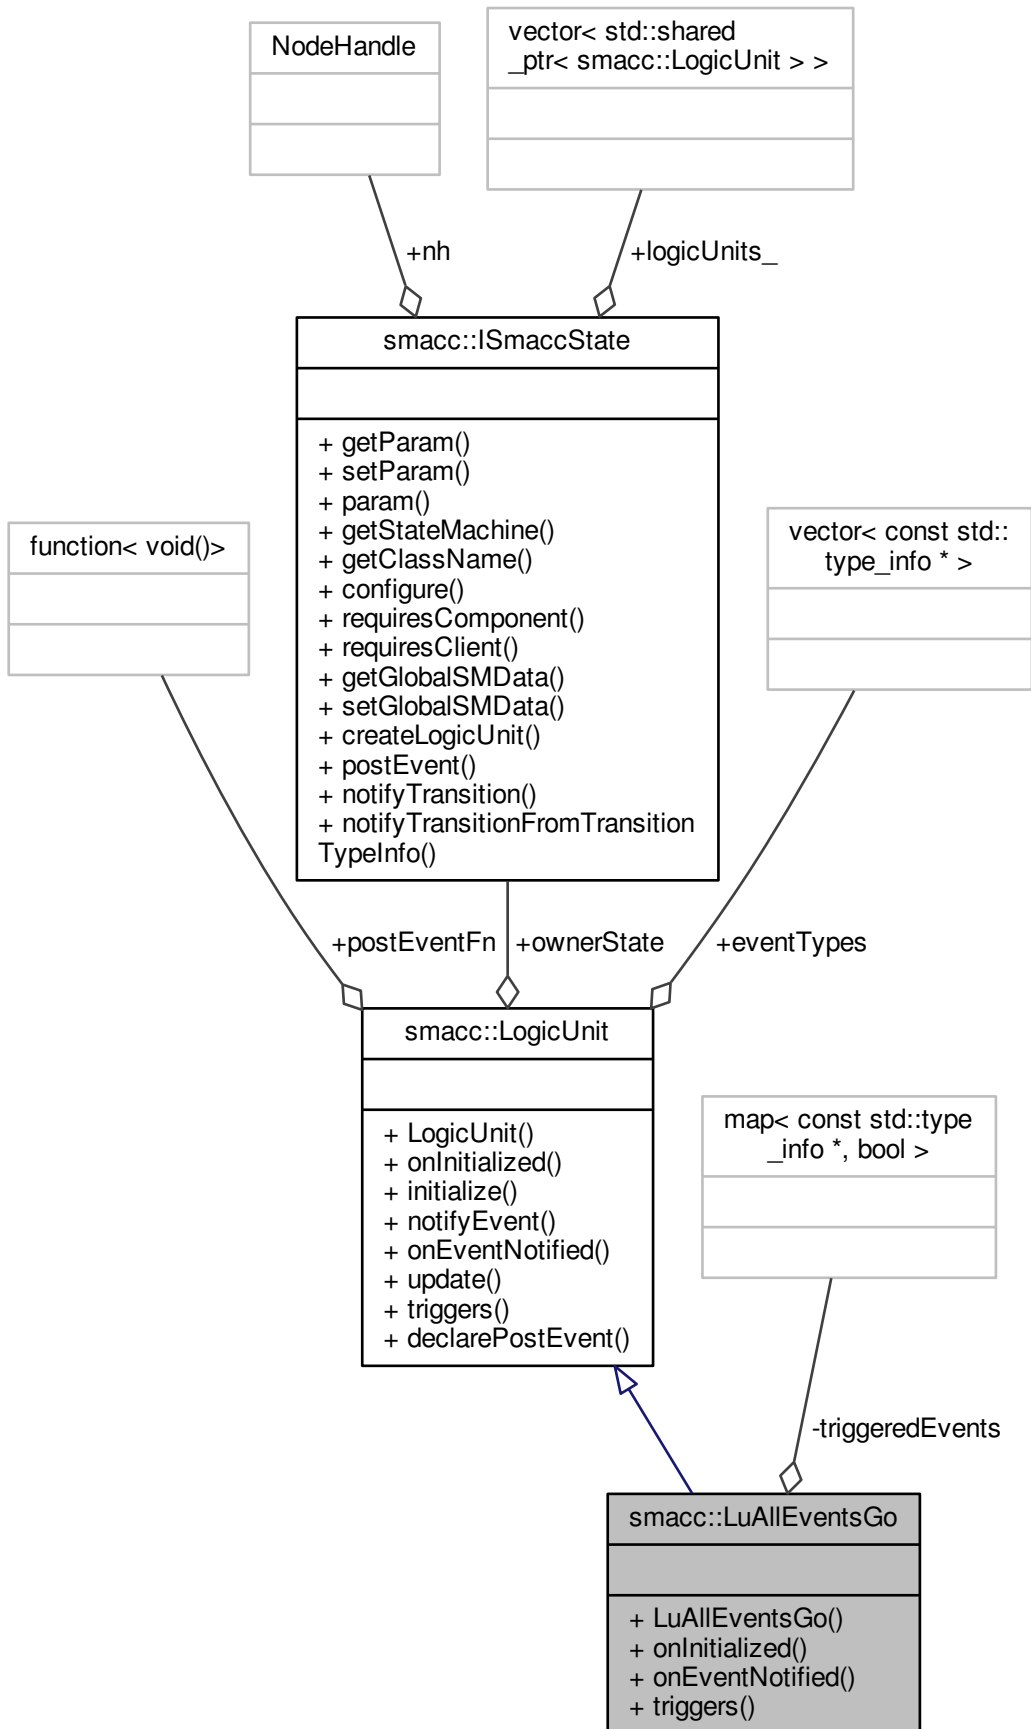 NodeHandle
vector< std::shared
_ptr< smacc::LogicUnit > >
+nh
+logicUnits_
smacc::ISmaccState
+ getParam()
+ setParam()
+ param()
+ getStateMachine()
+ getClassName()
+ configure()
+ requiresComponent()
+ requiresClient()
+ getGlobalSMData()
+ setGlobalSMData()
+ createLogicUnit()
+ postEvent()
+ notifyTransition()
+ notifyTransitionFromTransition
TypeInfo()
function< void()>
vector< const std::
type_info * >
+postEventFn
+ownerState
+eventTypes
smacc::LogicUnit
+ LogicUnit()
+ onInitialized()
+ initialize()
+ notifyEvent()
+ onEventNotified()
+ update()
+ triggers()
+ declarePostEvent()
map< const std::type
_info *, bool >
-triggeredEvents
smacc::LuAllEventsGo
+ LuAllEventsGo()
+ onInitialized()
+ onEventNotified()
+ triggers()